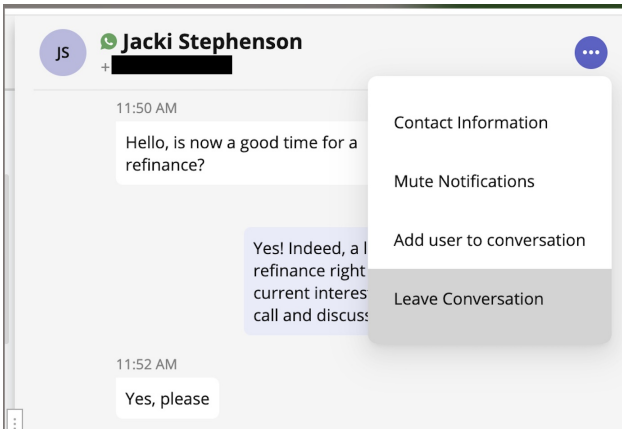 JS
Jacki Stephenson
+
11:50 AM
Hello, is now a good time for a
refinance?
Yes! Indeed, a l
refinance right
current interes
call and discuss
11:52 AM
Yes, please
Contact Information
Mute Notifications
Add user to conversation
Leave Conversation